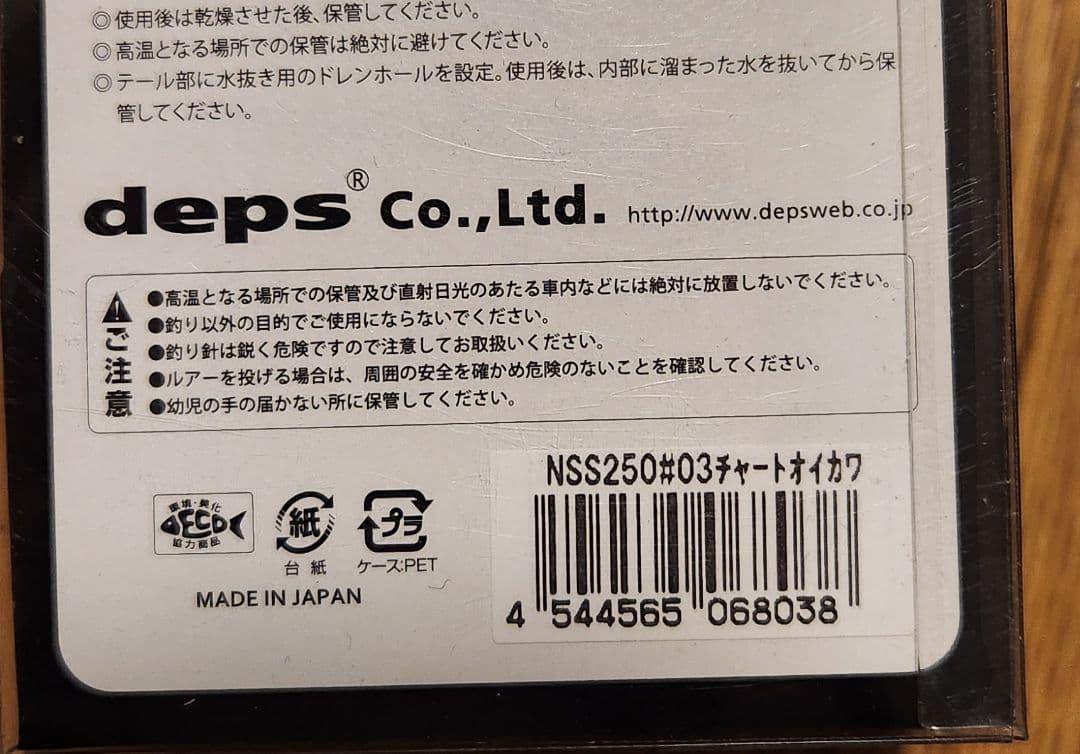 ◎使用後は乾燥させた後、保管してください。
◎高温となる場所での保管は絶対に避けてください。
◎テール部に水抜き用のドレンホールを設定。使用後は、内部に溜まった水を抜いてから保
管してください。
deps® Co.,Ltd. http://www.depsweb.co.jp
ご注意
●高温となる場所での保管及び直射日光のあたる車内などには絶対に放置しないでください。
●釣り以外の目的でご使用にならないでください。
●釣り針は鋭く危険ですので注意してお取扱いください。
●ルアーを投げる場合は、周囲の安全を確かめ危険のないことを確認してください。
●幼児の手の届かない所に保管してください。
環境・美化
ECO
協力商品
紙
台紙
プラ
ケース:PET
MADE IN JAPAN
NSS250#03チャートオイカワ
4 544565 068038